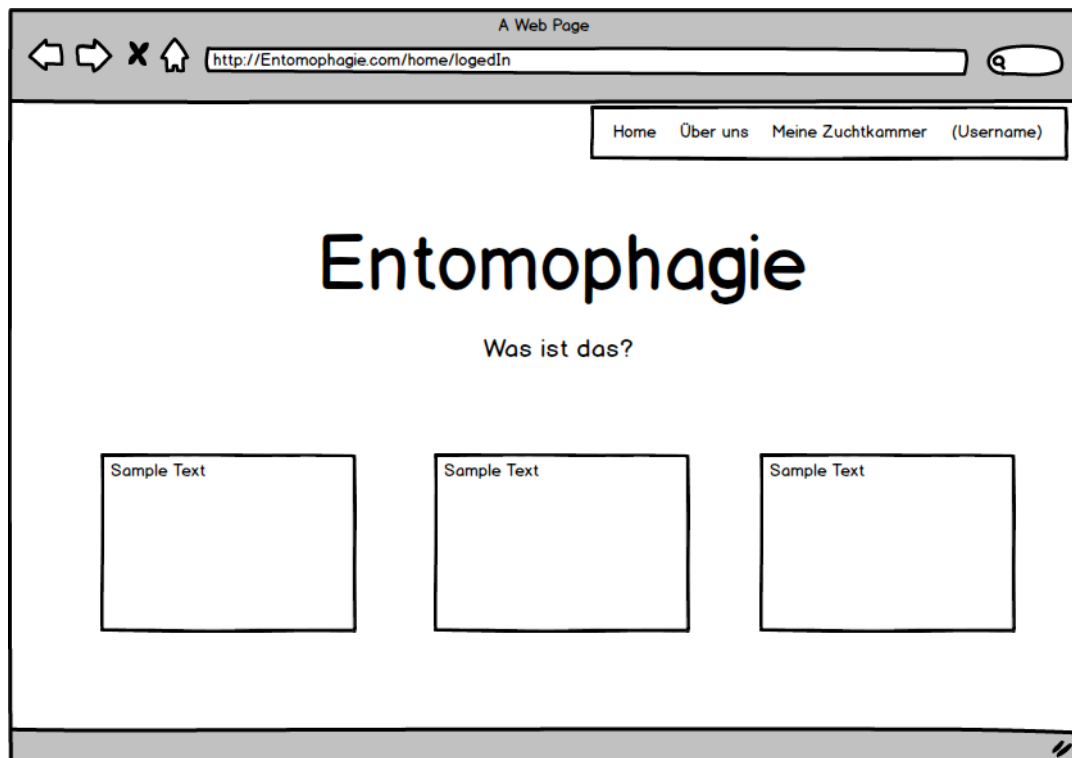 A Web Page
http://Entomophagie.com/home/logedIn
Home Über uns Meine Zuchtkammer (Username)
Entomophagie
Was ist das?
Sample Text Sample Text Sample Text